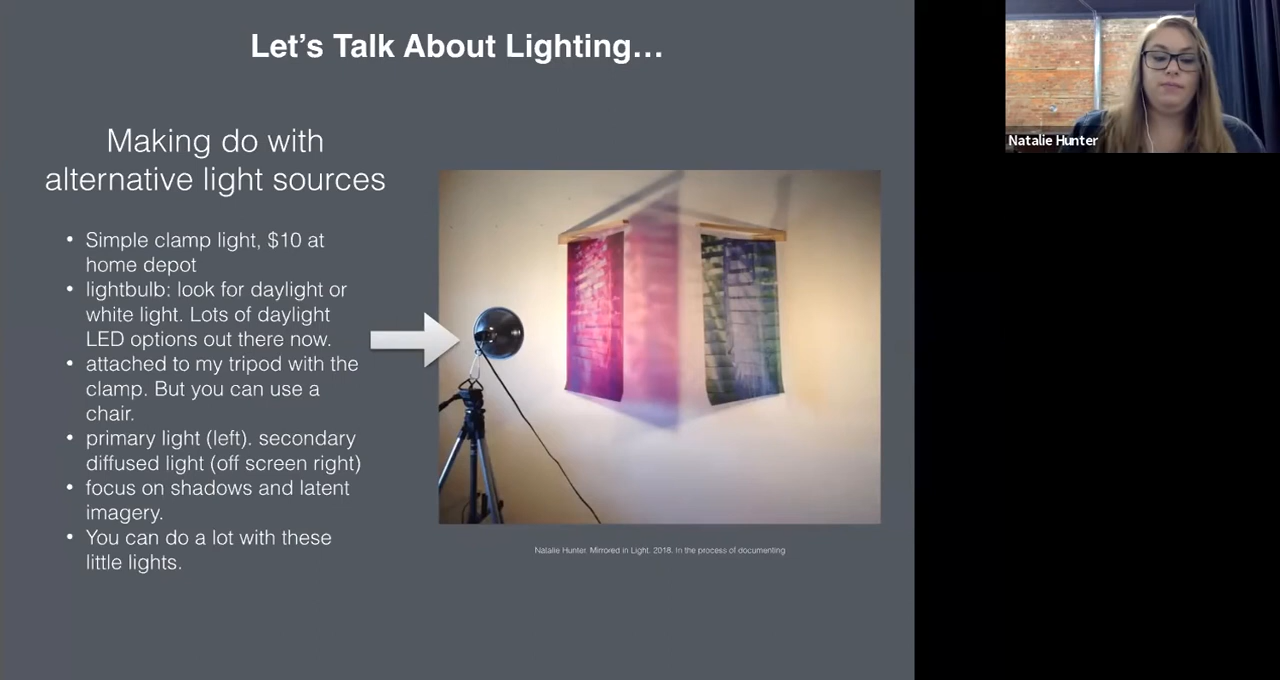 Let's Talk About Lighting…
Making do with
alternative light sources
• Simple clamp light, $10 at
home depot
• lightbulb: look for daylight or
white light. Lots of daylight
LED options out there now.
• attached to my tripod with the
clamp. But you can use a
chair.
• primary light (left). secondary
diffused light (off screen right)
• focus on shadows and latent
imagery.
• You can do a lot with these
little lights.
Natalie Hunter. Mirrored in Light. 2018. In the process of documenting
Natalie Hunter